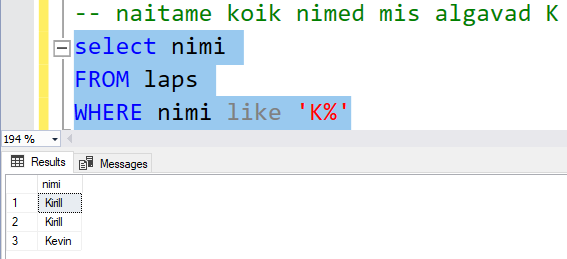 -- naitame koik nimed mis algavad K
select nimi
FROM laps
WHERE nimi like 'K%'
194 %
Results Messages
nimi
1 Kirill
2 Kirill
3 Kevin